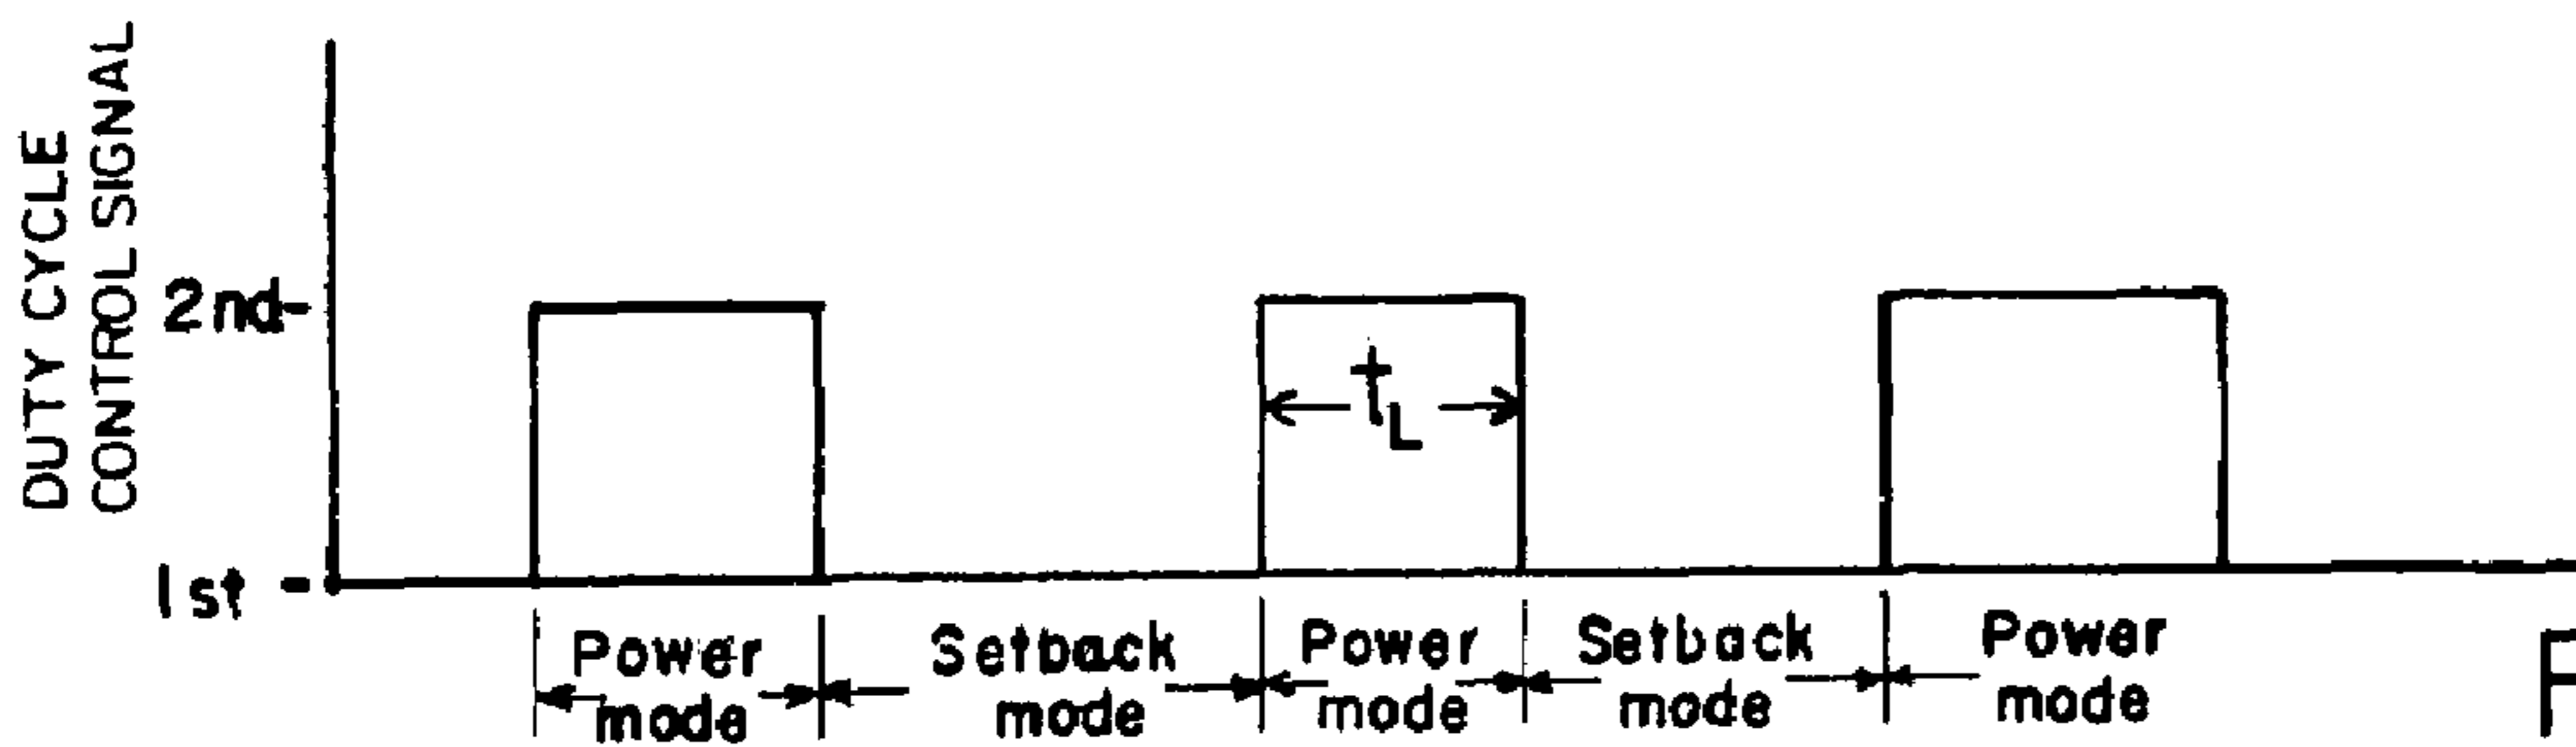 DUTY CYCLE
CONTROL SIGNAL
2nd
1st
tL
Power
mode
Setback
mode
Power
mode
Setback
mode
Power
mode